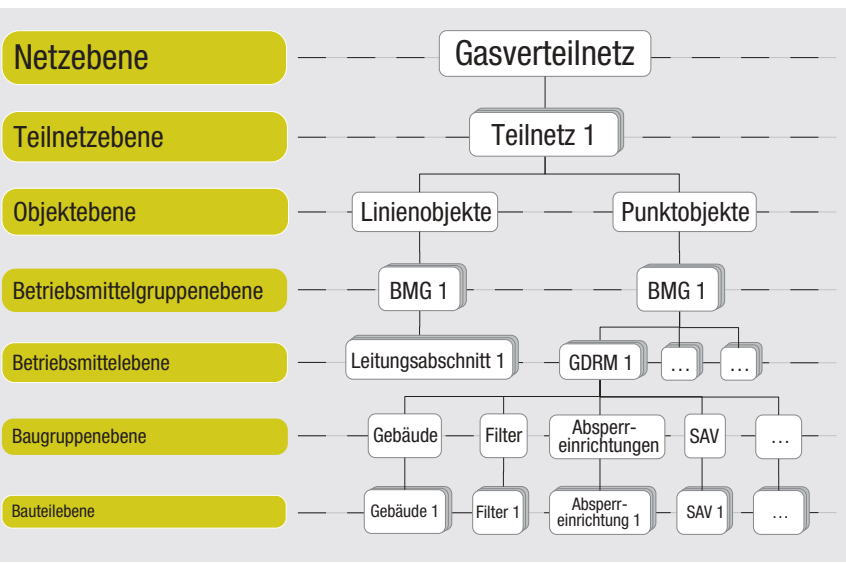 Netzebene
Gasverteilnetz
Teilnetzebene
Teilnetz 1
Objektebene
Linienobjekte
Punktobjekte
Betriebsmittelgruppenebene
BMG 1
BMG 1
Betriebsmittelebene
Leitungsabschnitt 1
GDRM 1
...
...
Baugruppenebene
Gebäude
Filter
Absperr-
einrichtungen
SAV
...
Bauteilebene
Gebäude 1
Filter 1
Absperr-
einrichtung 1
SAV 1
...